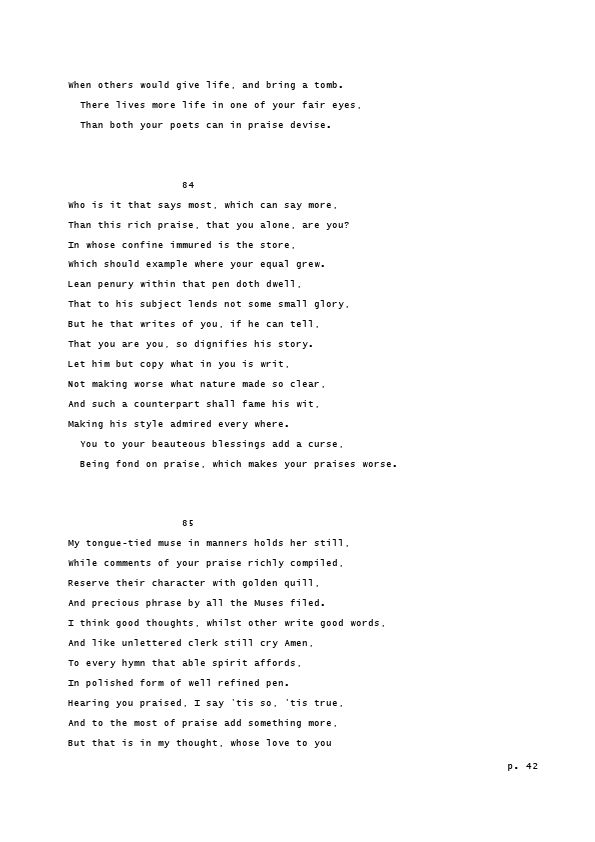 When others would give life, and bring a tomb.
  There lives more life in one of your fair eyes,
  Than both your poets can in praise devise.
84
Who is it that says most, which can say more,
Than this rich praise, that you alone, are you?
In whose confine immured is the store,
Which should example where your equal grew.
Lean penury within that pen doth dwell,
That to his subject lends not some small glory,
But he that writes of you, if he can tell,
That you are you, so dignifies his story.
Let him but copy what in you is writ,
Not making worse what nature made so clear,
And such a counterpart shall fame his wit,
Making his style admired every where.
  You to your beauteous blessings add a curse,
  Being fond on praise, which makes your praises worse.
85
My tongue-tied muse in manners holds her still,
While comments of your praise richly compiled,
Reserve their character with golden quill,
And precious phrase by all the Muses filed.
I think good thoughts, whilst other write good words,
And like unlettered clerk still cry Amen,
To every hymn that able spirit affords,
In polished form of well refined pen.
Hearing you praised, I say 'tis so, 'tis true,
And to the most of praise add something more,
But that is in my thought, whose love to you
p. 42